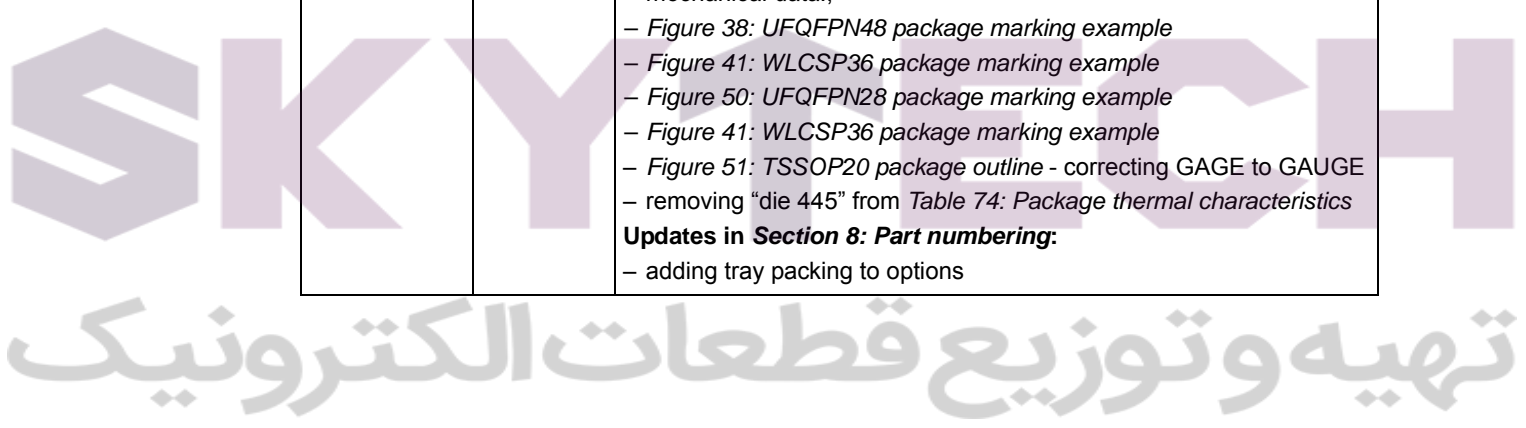 mechanical data;
– Figure 38: UFQFPN48 package marking example
– Figure 41: WLCSP36 package marking example
– Figure 50: UFQFPN28 package marking example
– Figure 41: WLCSP36 package marking example
– Figure 51: TSSOP20 package outline - correcting GAGE to GAUGE
– removing “die 445” from Table 74: Package thermal characteristics
Updates in Section 8: Part numbering:
– adding tray packing to options
SKYTECH
تهیه و توزیع قطعات الکترونیک